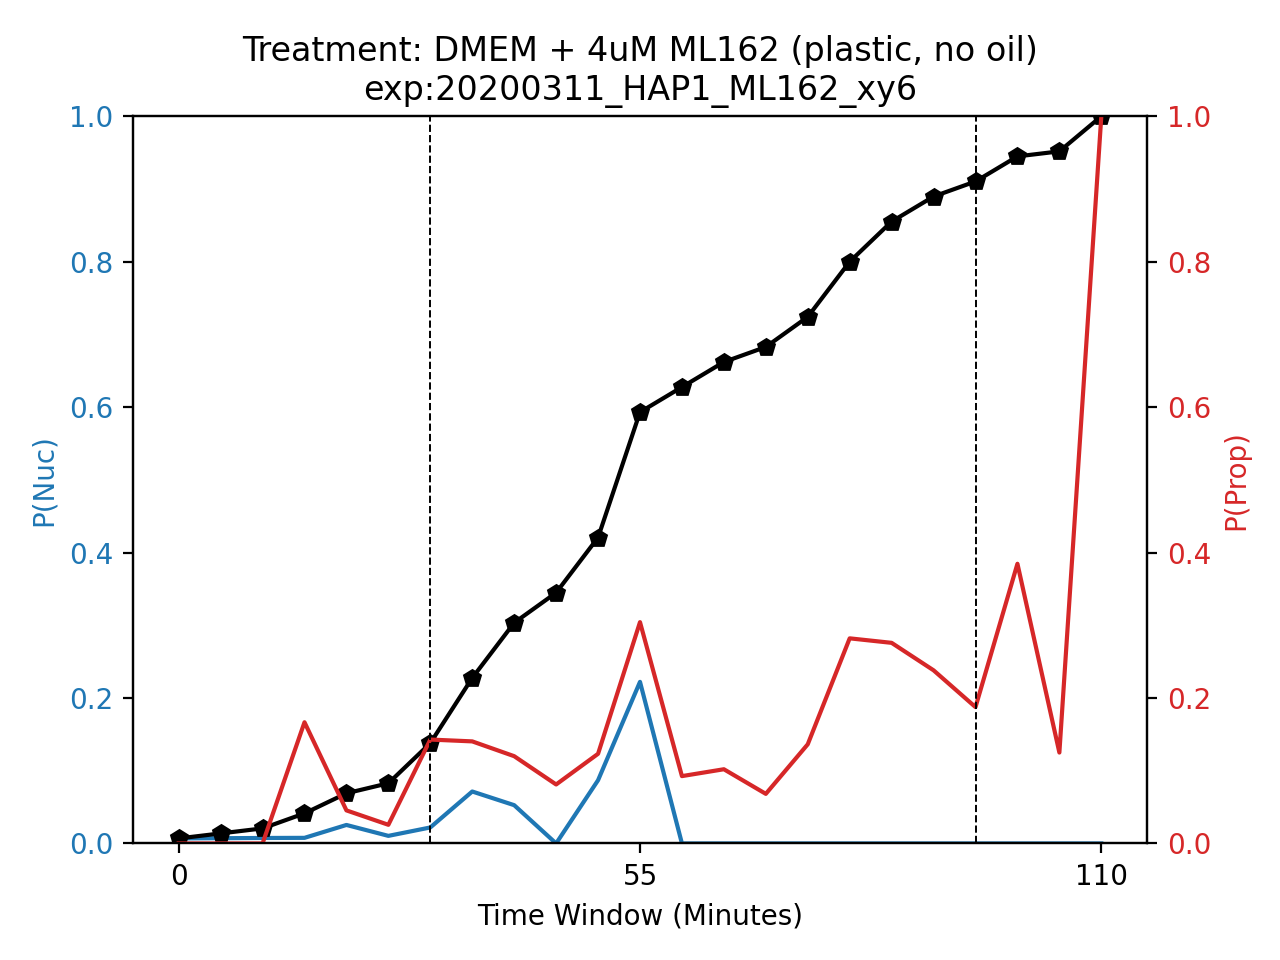 Treatment: DMEM + 4uM ML162 (plastic, no oil)
exp:20200311_HAP1_ML162_xy6
1.0
0.8
0.6
0.4
0.2
0.0
P(Nuc)
1.0
0.8
0.6
0.4
0.2
0.0
P(Prop)
0 55 110
Time Window (Minutes)